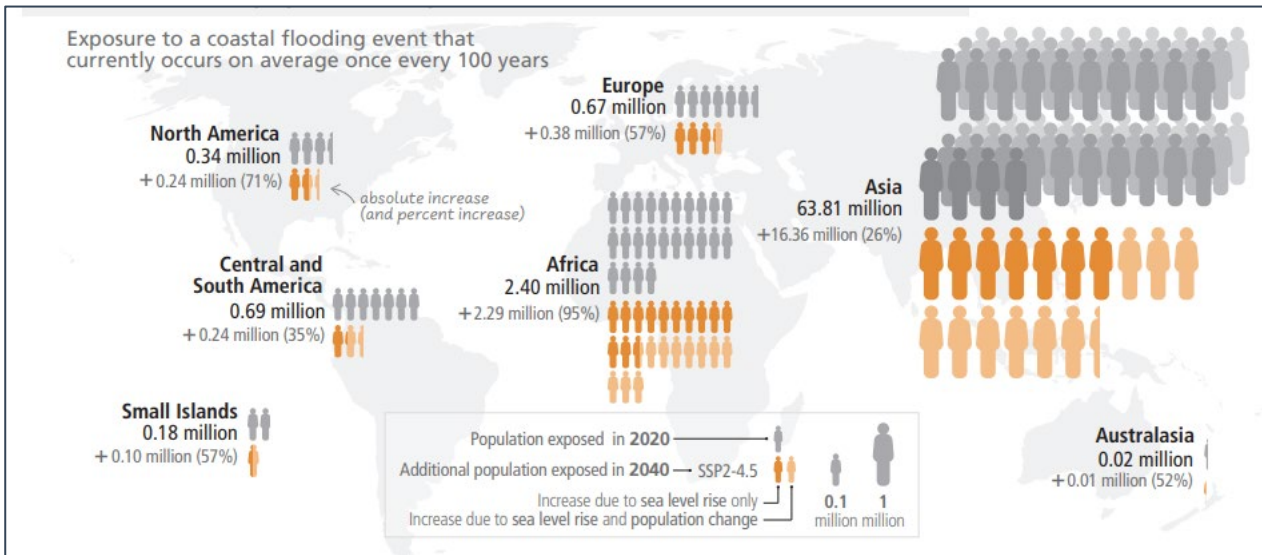 Exposure to a coastal flooding event that
currently occurs on average once every 100 years
North America
0.34 million
+0.24 million (71%)
absolute increase
(and percent increase)
Europe
0.67 million
+0.38 million (57%)
Asia
63.81 million
+16.36 million (26%)
Central and
South America
0.69 million
+0.24 million (35%)
Africa
2.40 million
+2.29 million (95%)
Small Islands
0.18 million
+0.10 million (57%)
Australasia
0.02 million
+0.01 million (52%)
Population exposed in 2020
Additional population exposed in 2040 SSP2-4.5
Increase due to sea level rise only
Increase due to sea level rise and population change
0.1 1
million million